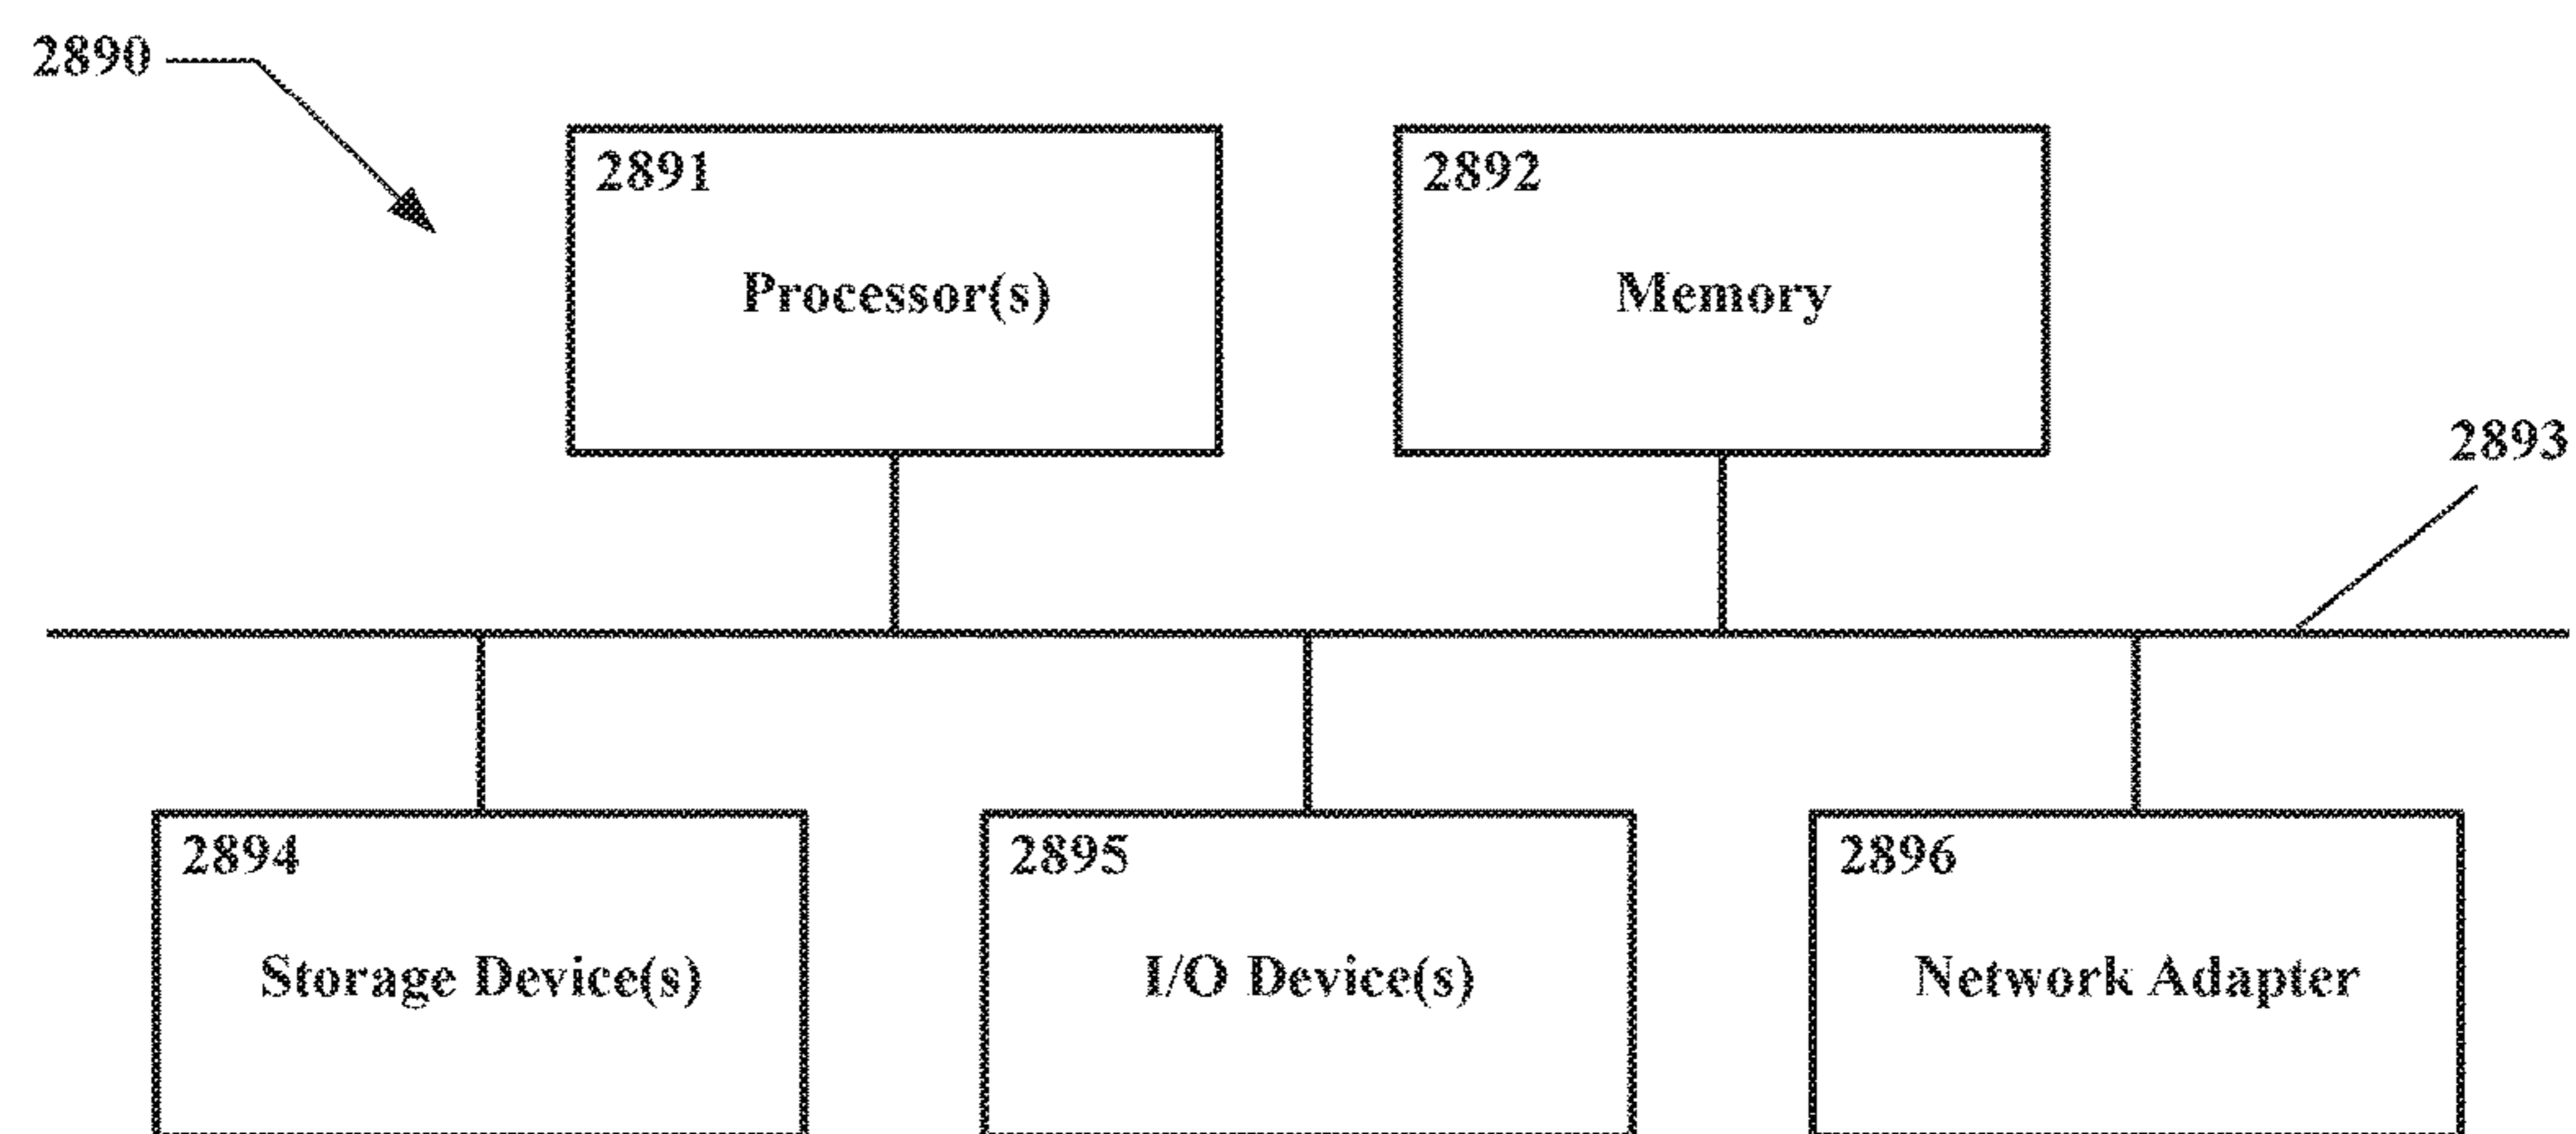 2890
2891
Processor(s)
2892
Memory
2893
2894
Storage Device(s)
2895
I/O Device(s)
2896
Network Adapter